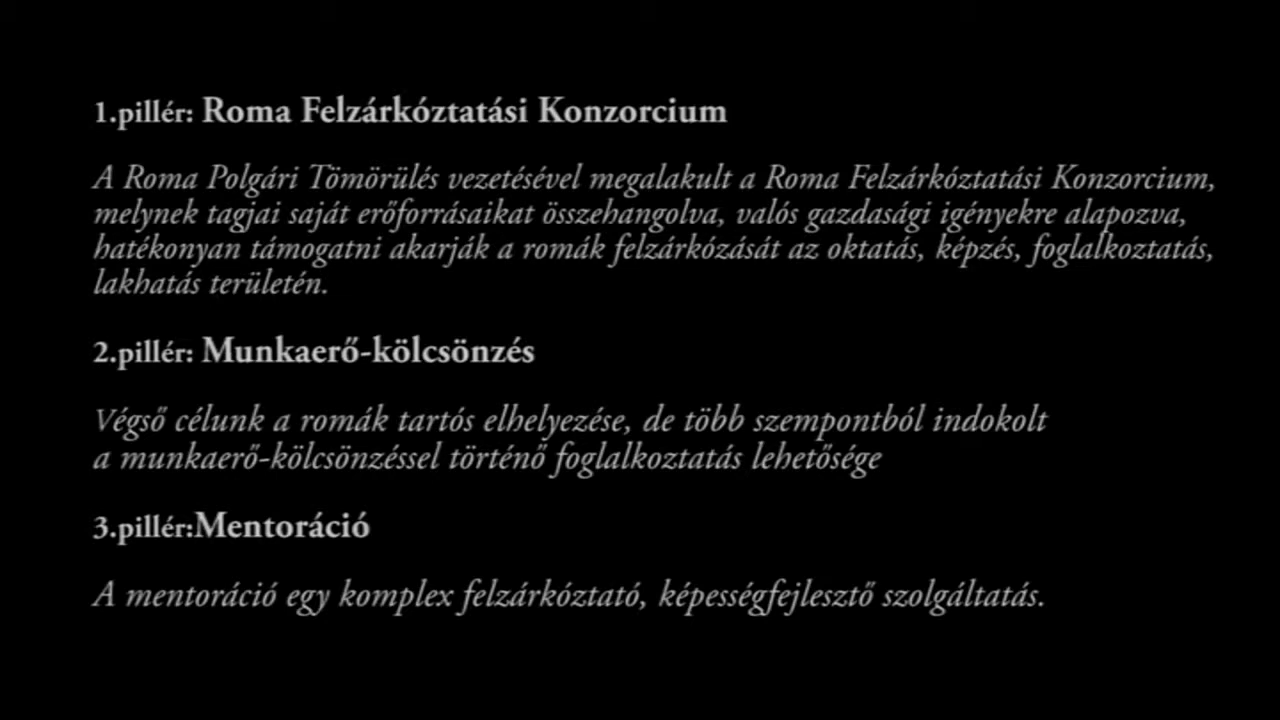 1.pillér: Roma Felzárkóztatási Konzorcium
A Roma Polgári Tömörülés vezetésével megalakult a Roma Felzárkóztatási Konzorcium,
melynek tagjai saját erőforrásaikat összehangolva, valós gazdasági igényekre alapozva,
hatékonyan támogatni akarják a romák felzárkózását az oktatás, képzés, foglalkoztatás,
lakhatás területén.
2.pillér: Munkaerő-kölcsönzés
Végső célunk a romák tartós elhelyezése, de több szempontból indokolt
a munkaerő-kölcsönzéssel történő foglalkoztatás lehetősége
3.pillér:Mentoráció
A mentoráció egy komplex felzárkóztató, képességfejlesztő szolgáltatás.